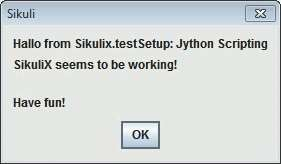 Sikuli
Hallo from Sikulix.testSetup: Jython Scripting
SikuliX seems to be working!
Have fun!
OK